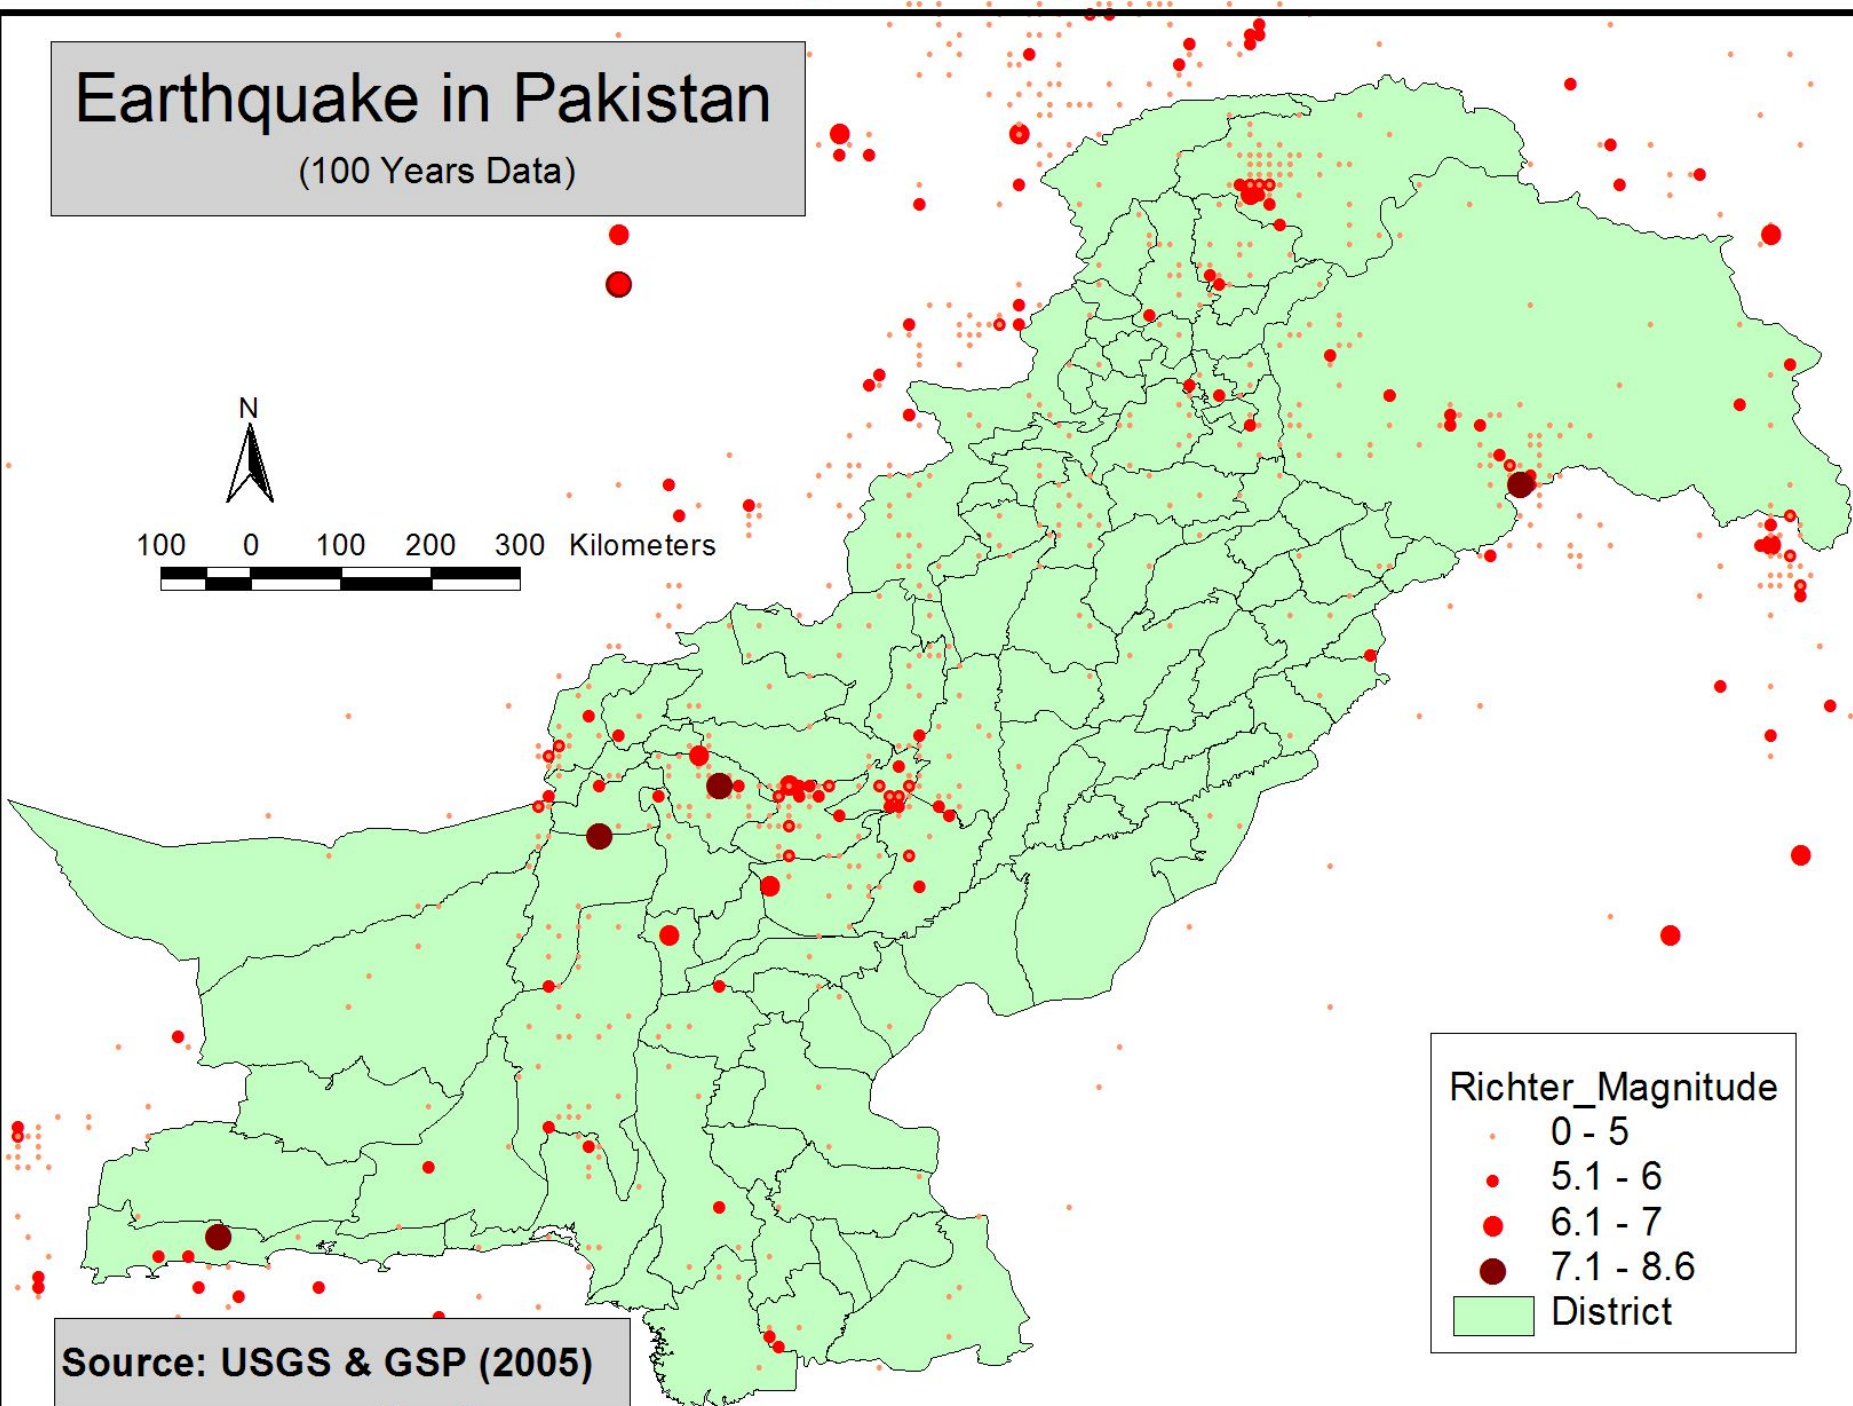 Earthquake in Pakistan
(100 Years Data)
N
100 0 100 200 300 Kilometers
Richter_Magnitude
0 - 5
5.1 - 6
6.1 - 7
7.1 - 8.6
District
Source: USGS & GSP (2005)